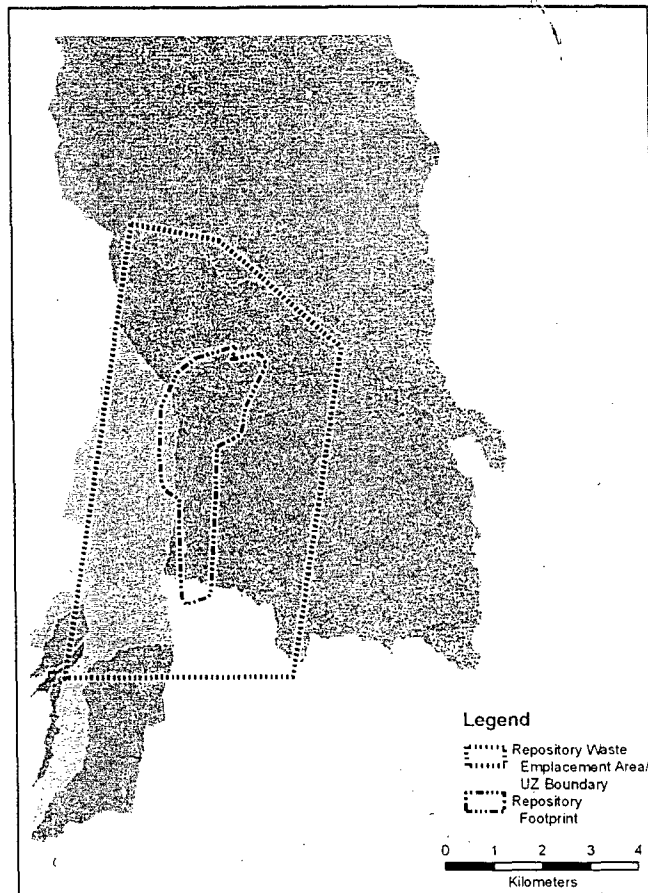 Legend
Repository Waste
Emplacement Area/
UZ Boundary
Repository
Footprint
0 1 2 3 4
Kilometers